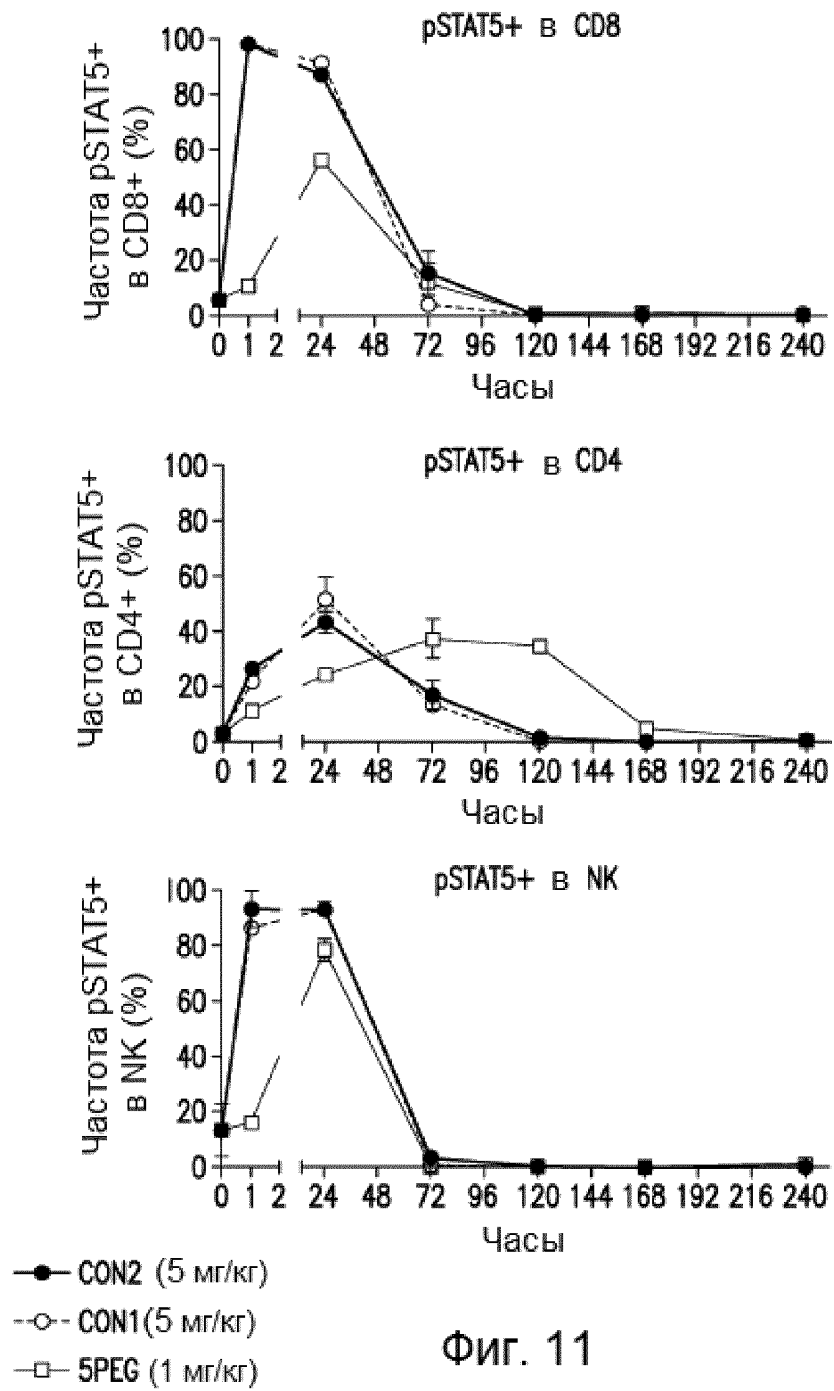 pSTAT5+ в CD8
Частота pSTAT5+
в CD8+ (%)
100
80
60
40
20
0
0 1 2 24 48 72 96 120 144 168 192 216 240
Часы
pSTAT5+ в CD4
Частота pSTAT5+
в CD4+ (%)
100
80
60
40
20
0
0 1 2 24 48 72 96 120 144 168 192 216 240
Часы
pSTAT5+ в NK
Частота pSTAT5+
в NK (%)
100
80
60
40
20
0
0 1 2 24 48 72 96 120 144 168 192 216 240
Часы
CON2 (5 мг/кг)
CON1(5 мг/кг)
5PEG (1 мг/кг)
Фиг. 11